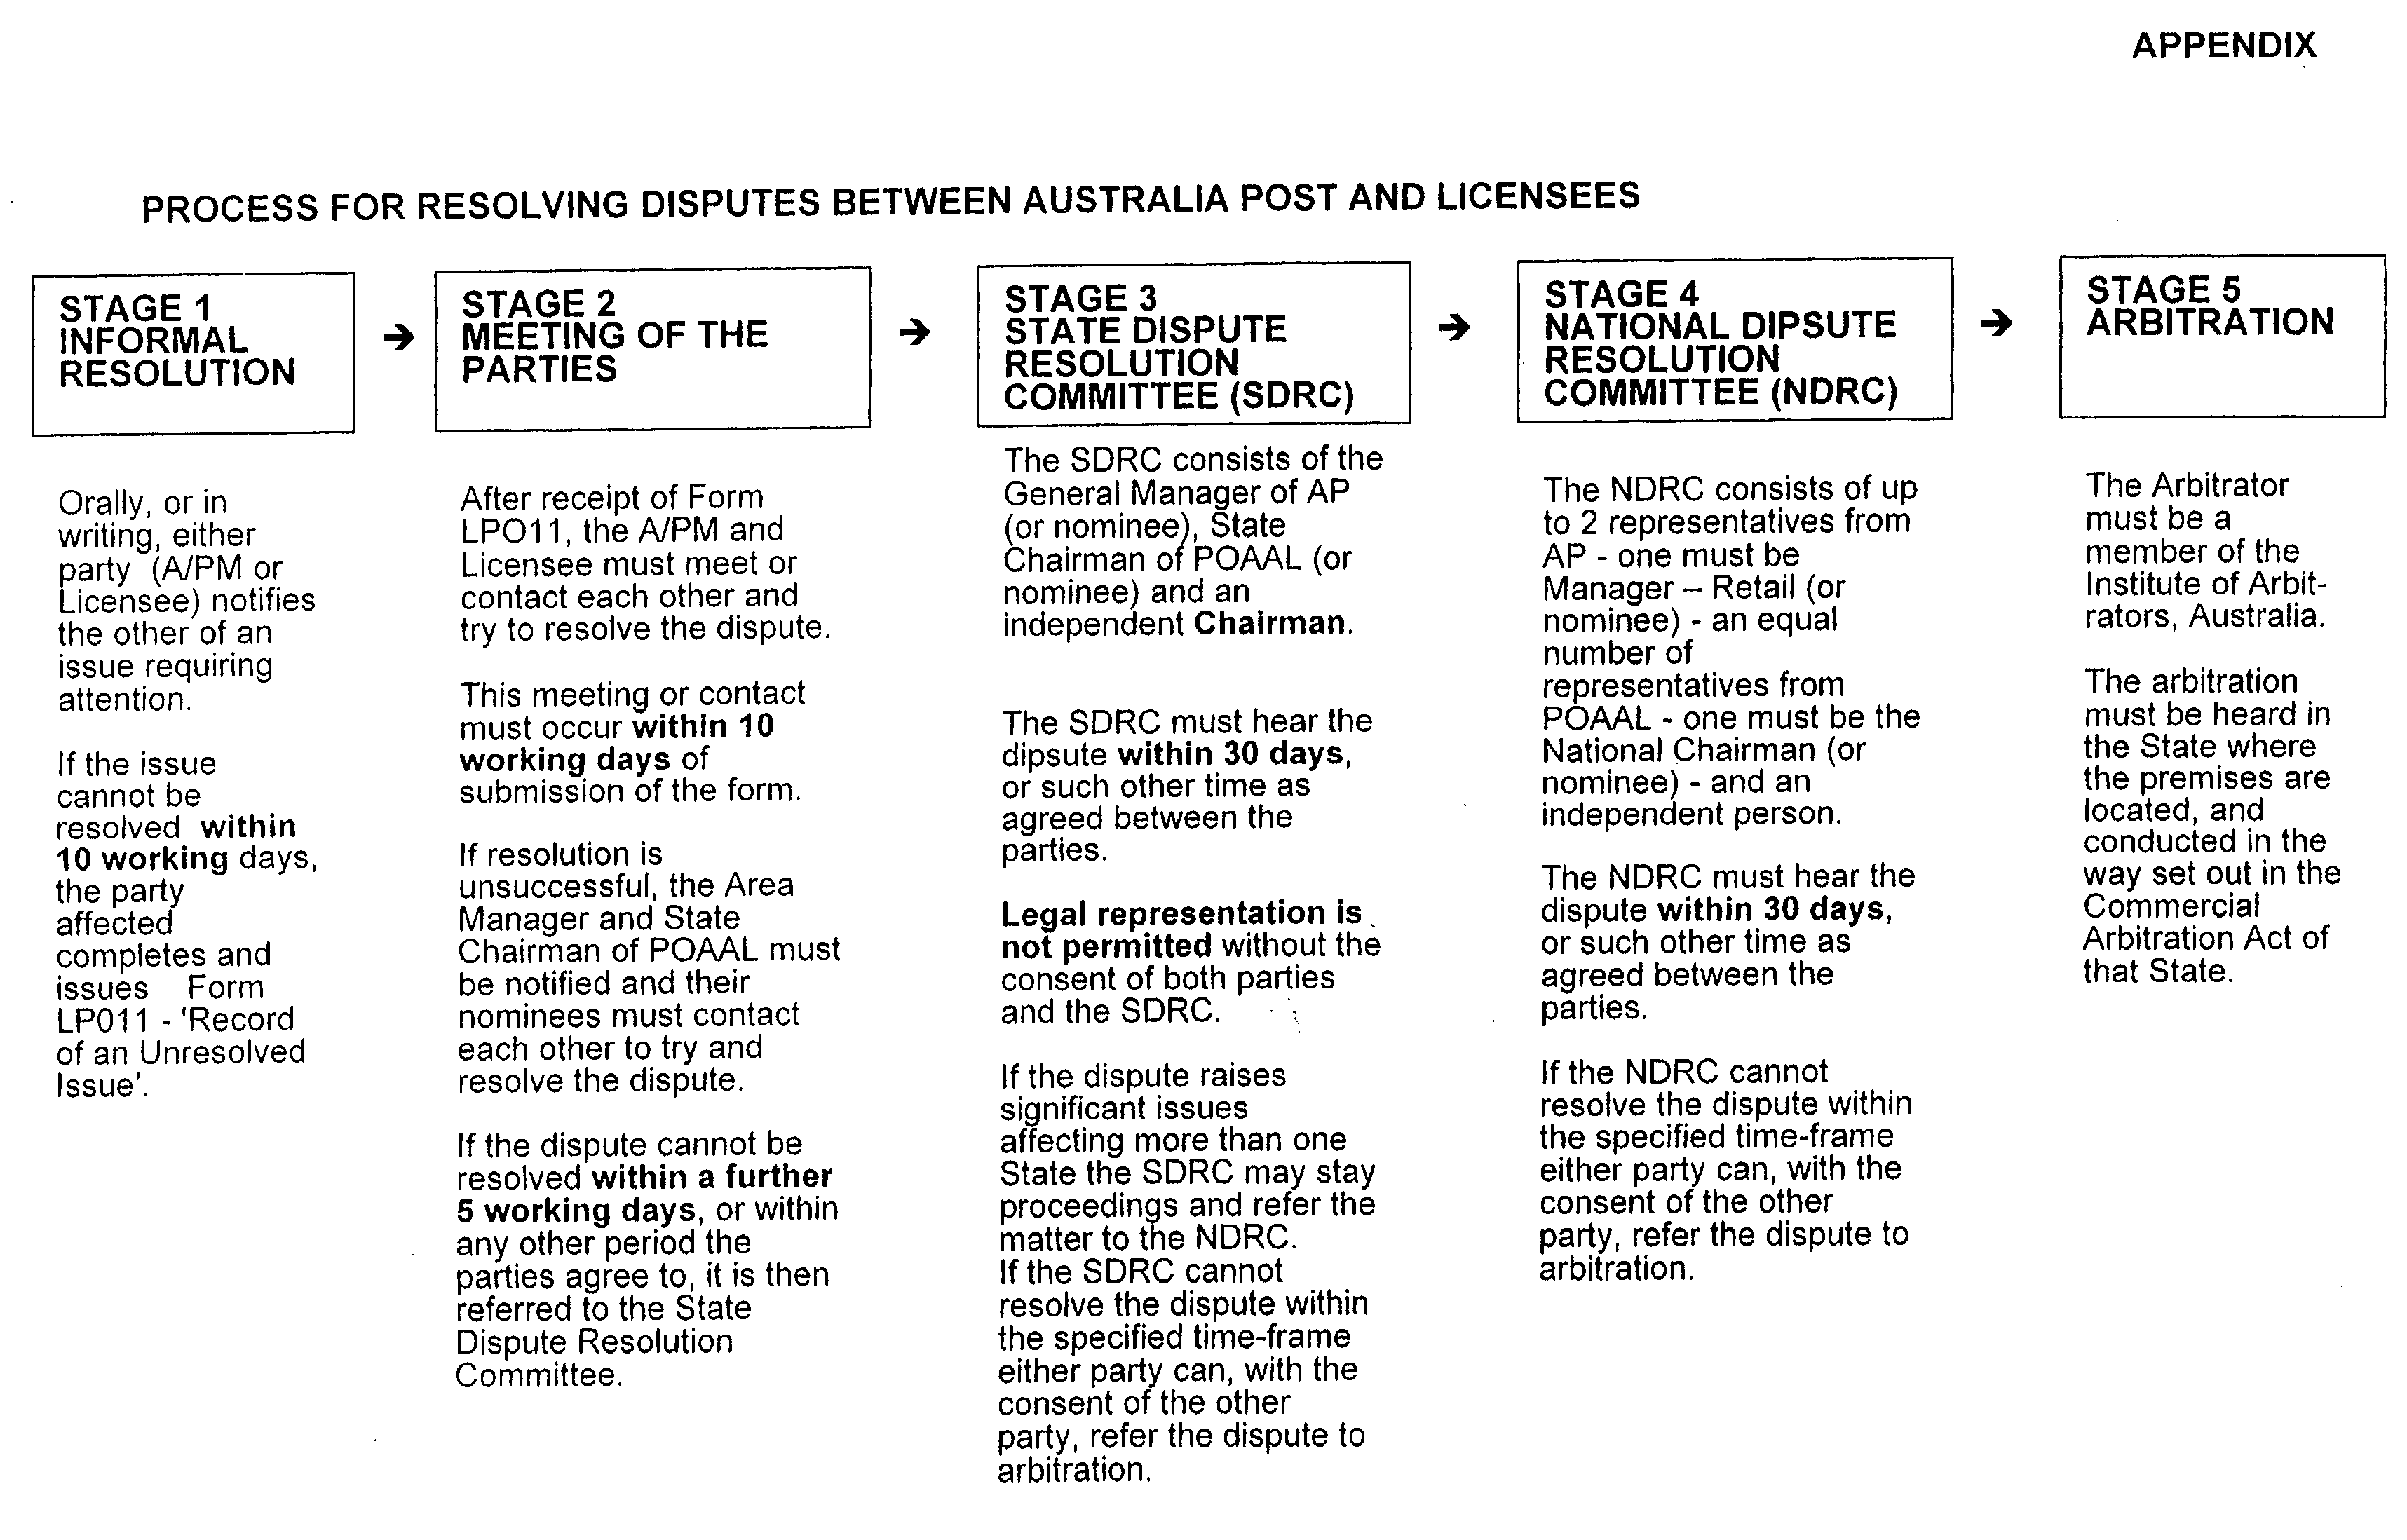 APPENDIX
PROCESS FOR RESOLVING DISPUTES BETWEEN AUSTRALIA POST AND LICENSEES
STAGE 1
INFORMAL
RESOLUTION
→
STAGE 2
MEETING OF THE
PARTIES
→
STAGE 3
STATE DISPUTE
RESOLUTION
COMMITTEE (SDRC)
→
STAGE 4
NATIONAL DIPSUTE
RESOLUTION
COMMITTEE (NDRC)
→
STAGE 5
ARBITRATION
Orally, or in
writing, either
party (A/PM or
Licensee) notifies
the other of an
issue requiring
attention.
If the issue
cannot be
resolved within
10 working days,
the party
affected
completes and
issues Form
LP011 - 'Record
of an Unresolved
Issue'.
After receipt of Form
LPO11, the A/PM and
Licensee must meet or
contact each other and
try to resolve the dispute.
This meeting or contact
must occur within 10
working days of
submission of the form.
If resolution is
unsuccessful, the Area
Manager and State
Chairman of POAAL must
be notified and their
nominees must contact
each other to try and
resolve the dispute.
If the dispute cannot be
resolved within a further
5 working days, or within
any other period the
parties agree to, it is then
referred to the State
Dispute Resolution
Committee.
The SDRC consists of the
General Manager of AP
(or nominee), State
Chairman of POAAL (or
nominee) and an
independent Chairman.
The SDRC must hear the
dipsute within 30 days,
or such other time as
agreed between the
parties.
Legal representation is
not permitted without the
consent of both parties
and the SDRC.
If the dispute raises
significant issues
affecting more than one
State the SDRC may stay
proceedings and refer the
matter to the NDRC.
If the SDRC cannot
resolve the dispute within
the specified time-frame
either party can, with the
consent of the other
party, refer the dispute to
arbitration.
The NDRC consists of up
to 2 representatives from
AP - one must be
Manager – Retail (or
nominee) - an equal
number of
representatives from
POAAL - one must be the
National Chairman (or
nominee) - and an
independent person.
The NDRC must hear the
dispute within 30 days,
or such other time as
agreed between the
parties.
If the NDRC cannot
resolve the dispute within
the specified time-frame
either party can, with the
consent of the other
party, refer the dispute to
arbitration.
The Arbitrator
must be a
member of the
Institute of Arbit-
rators, Australia.
The arbitration
must be heard in
the State where
the premises are
located, and
conducted in the
way set out in the
Commercial
Arbitration Act of
that State.